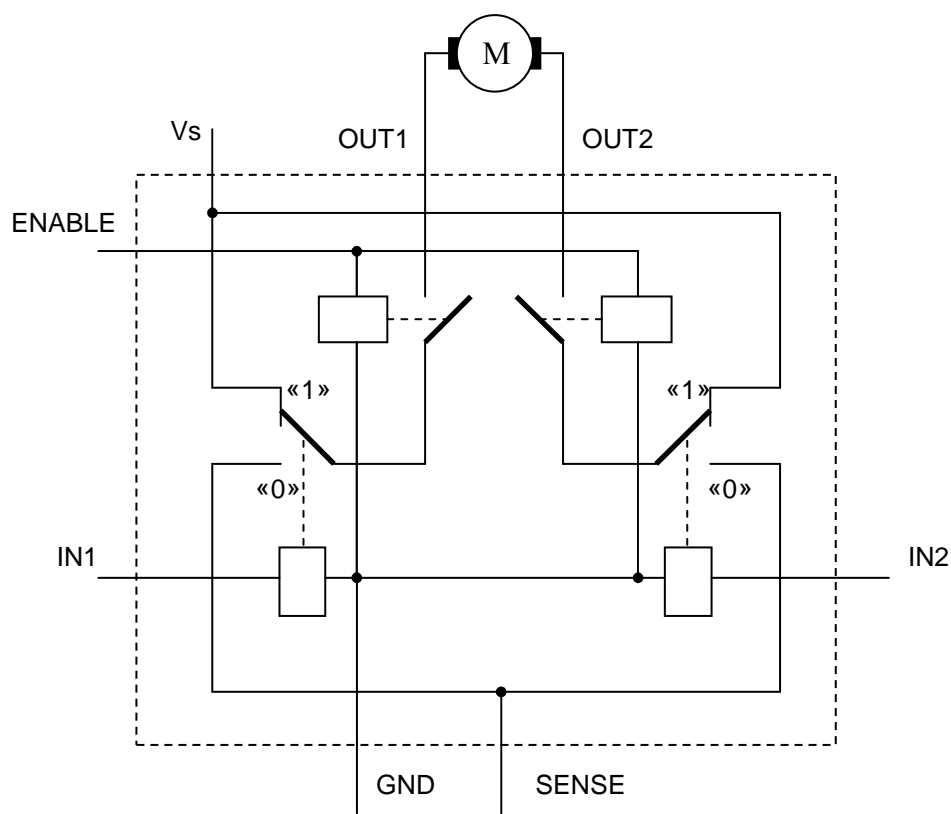 M
Vs
OUT1
OUT2
ENABLE
«1»
«1»
«0»
«0»
IN1
IN2
GND
SENSE